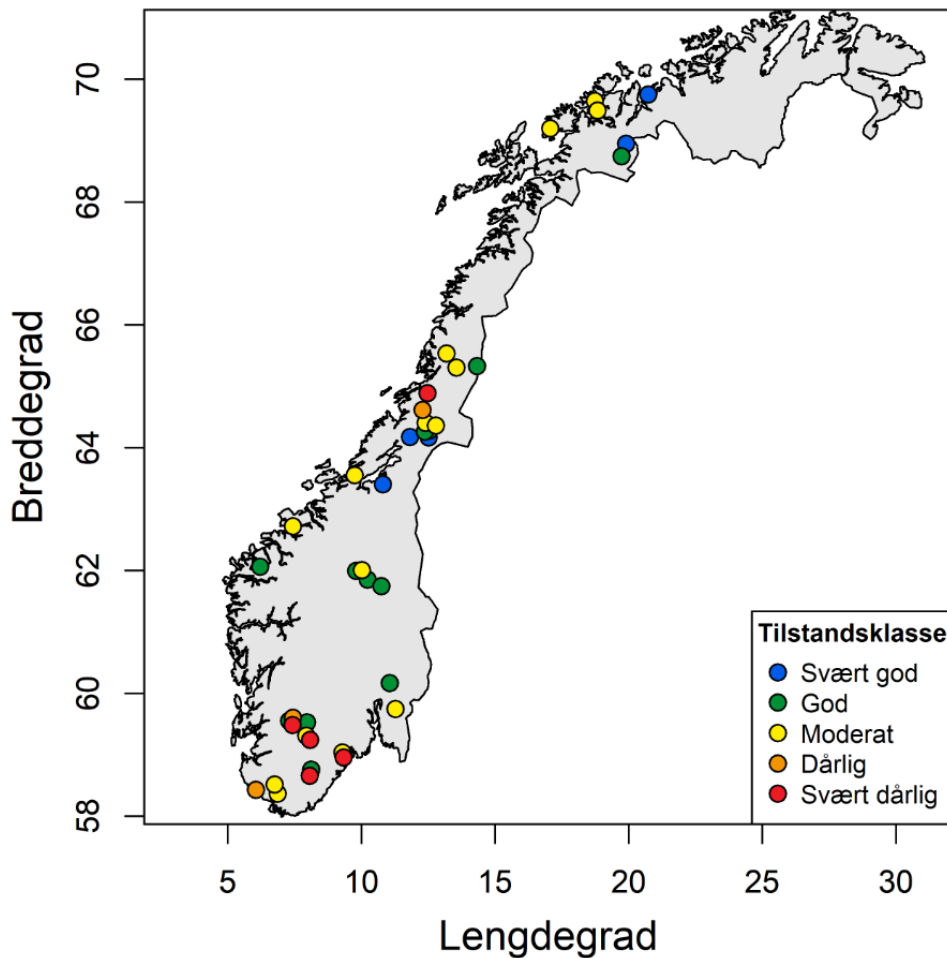 Breddegrad
70
68
66
64
62
60
58
Tilstandsklasse
Svært god
God
Moderat
Dårlig
Svært dårlig
5 10 15 20 25 30
Lengdegrad